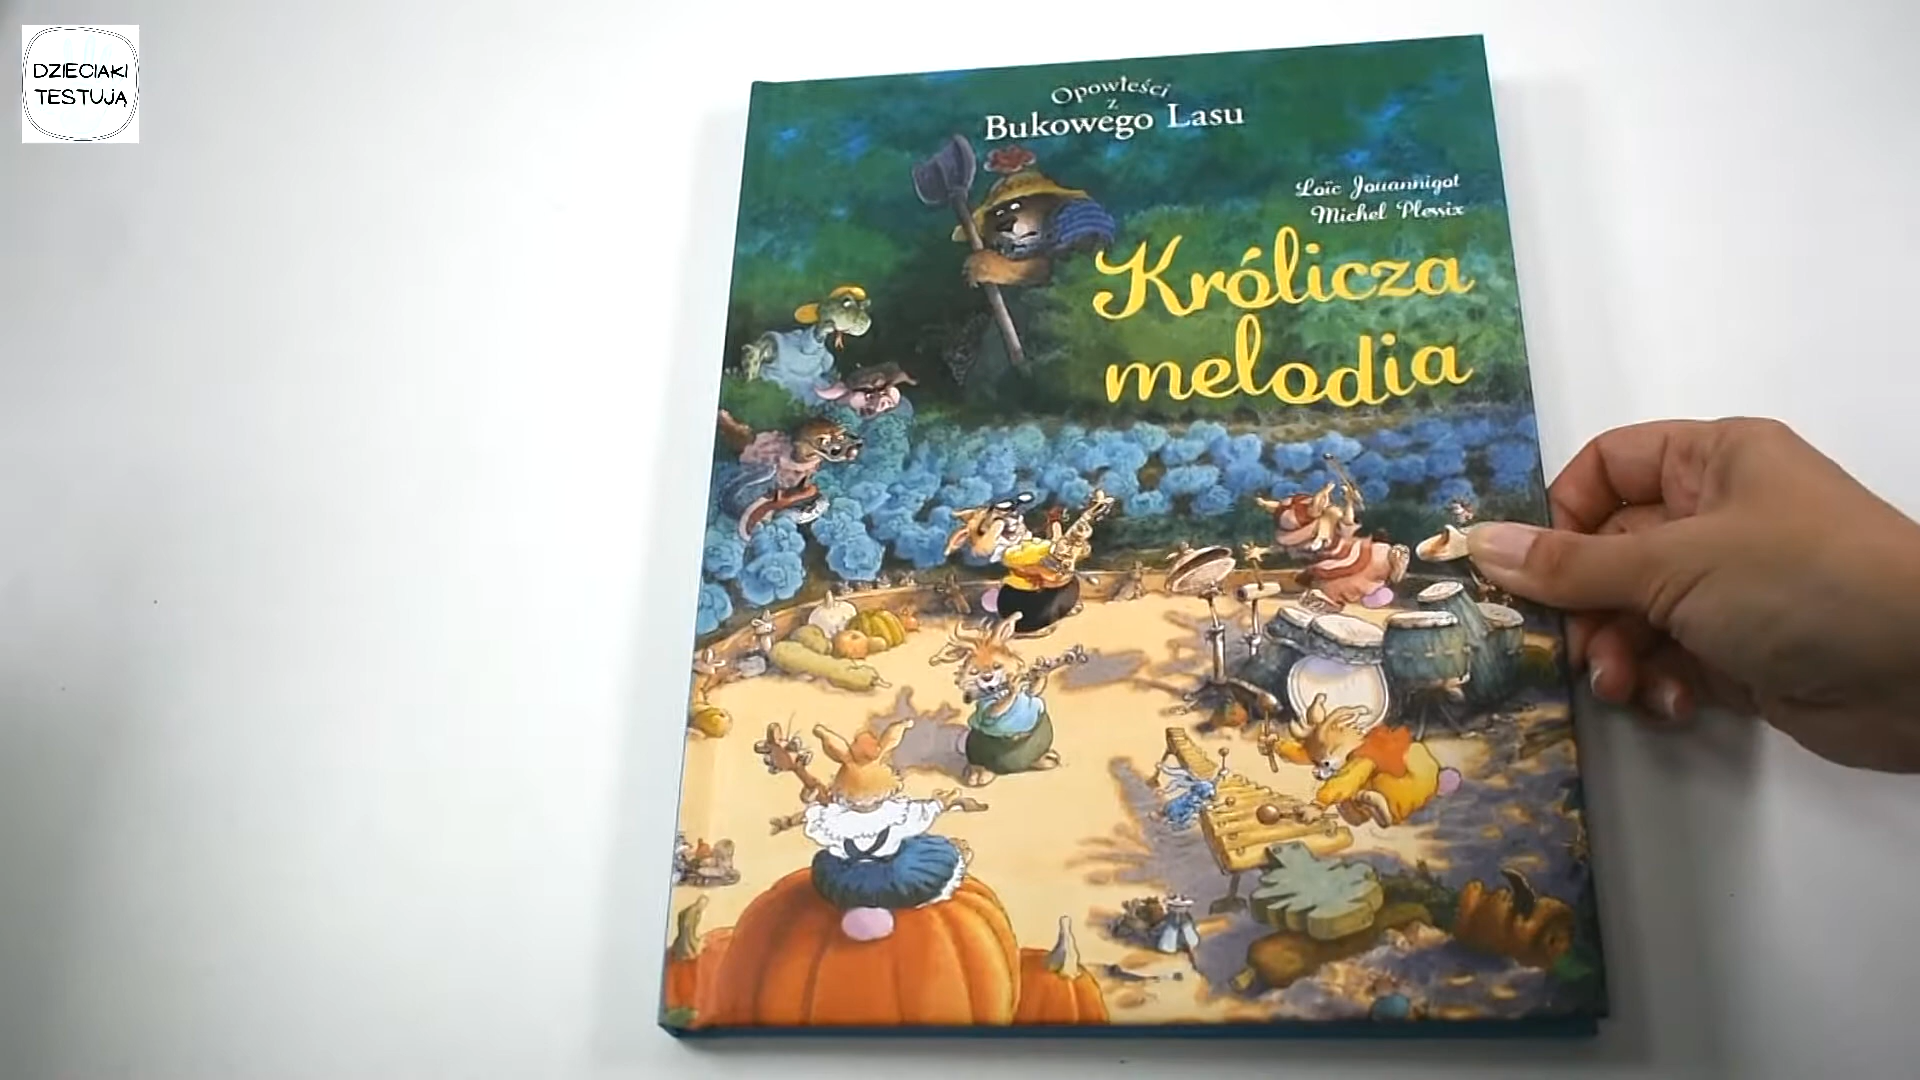 DZIECIAKI
TESTUJĄ
Opowieści
z
Bukowego Lasu
Loïc Jouannigot
Michel Plessix
Królicza
melodia